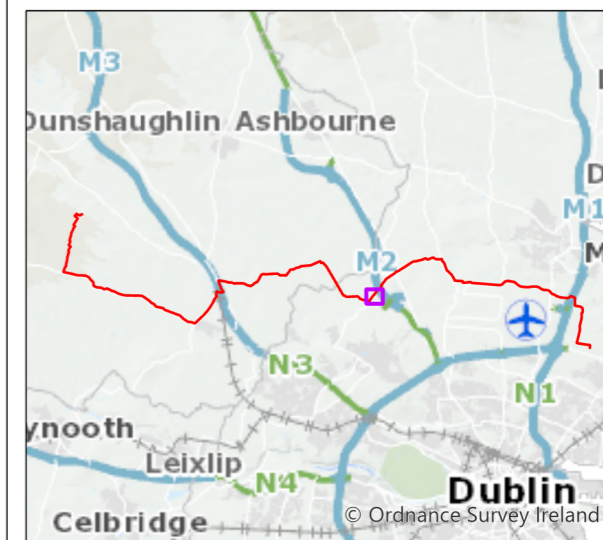 M3
Dunshaughlin Ashbourne
M1
M2
N3
N1
ynooth
Leixlip
N4
Dublin
Celbridge
© Ordnance Survey Ireland